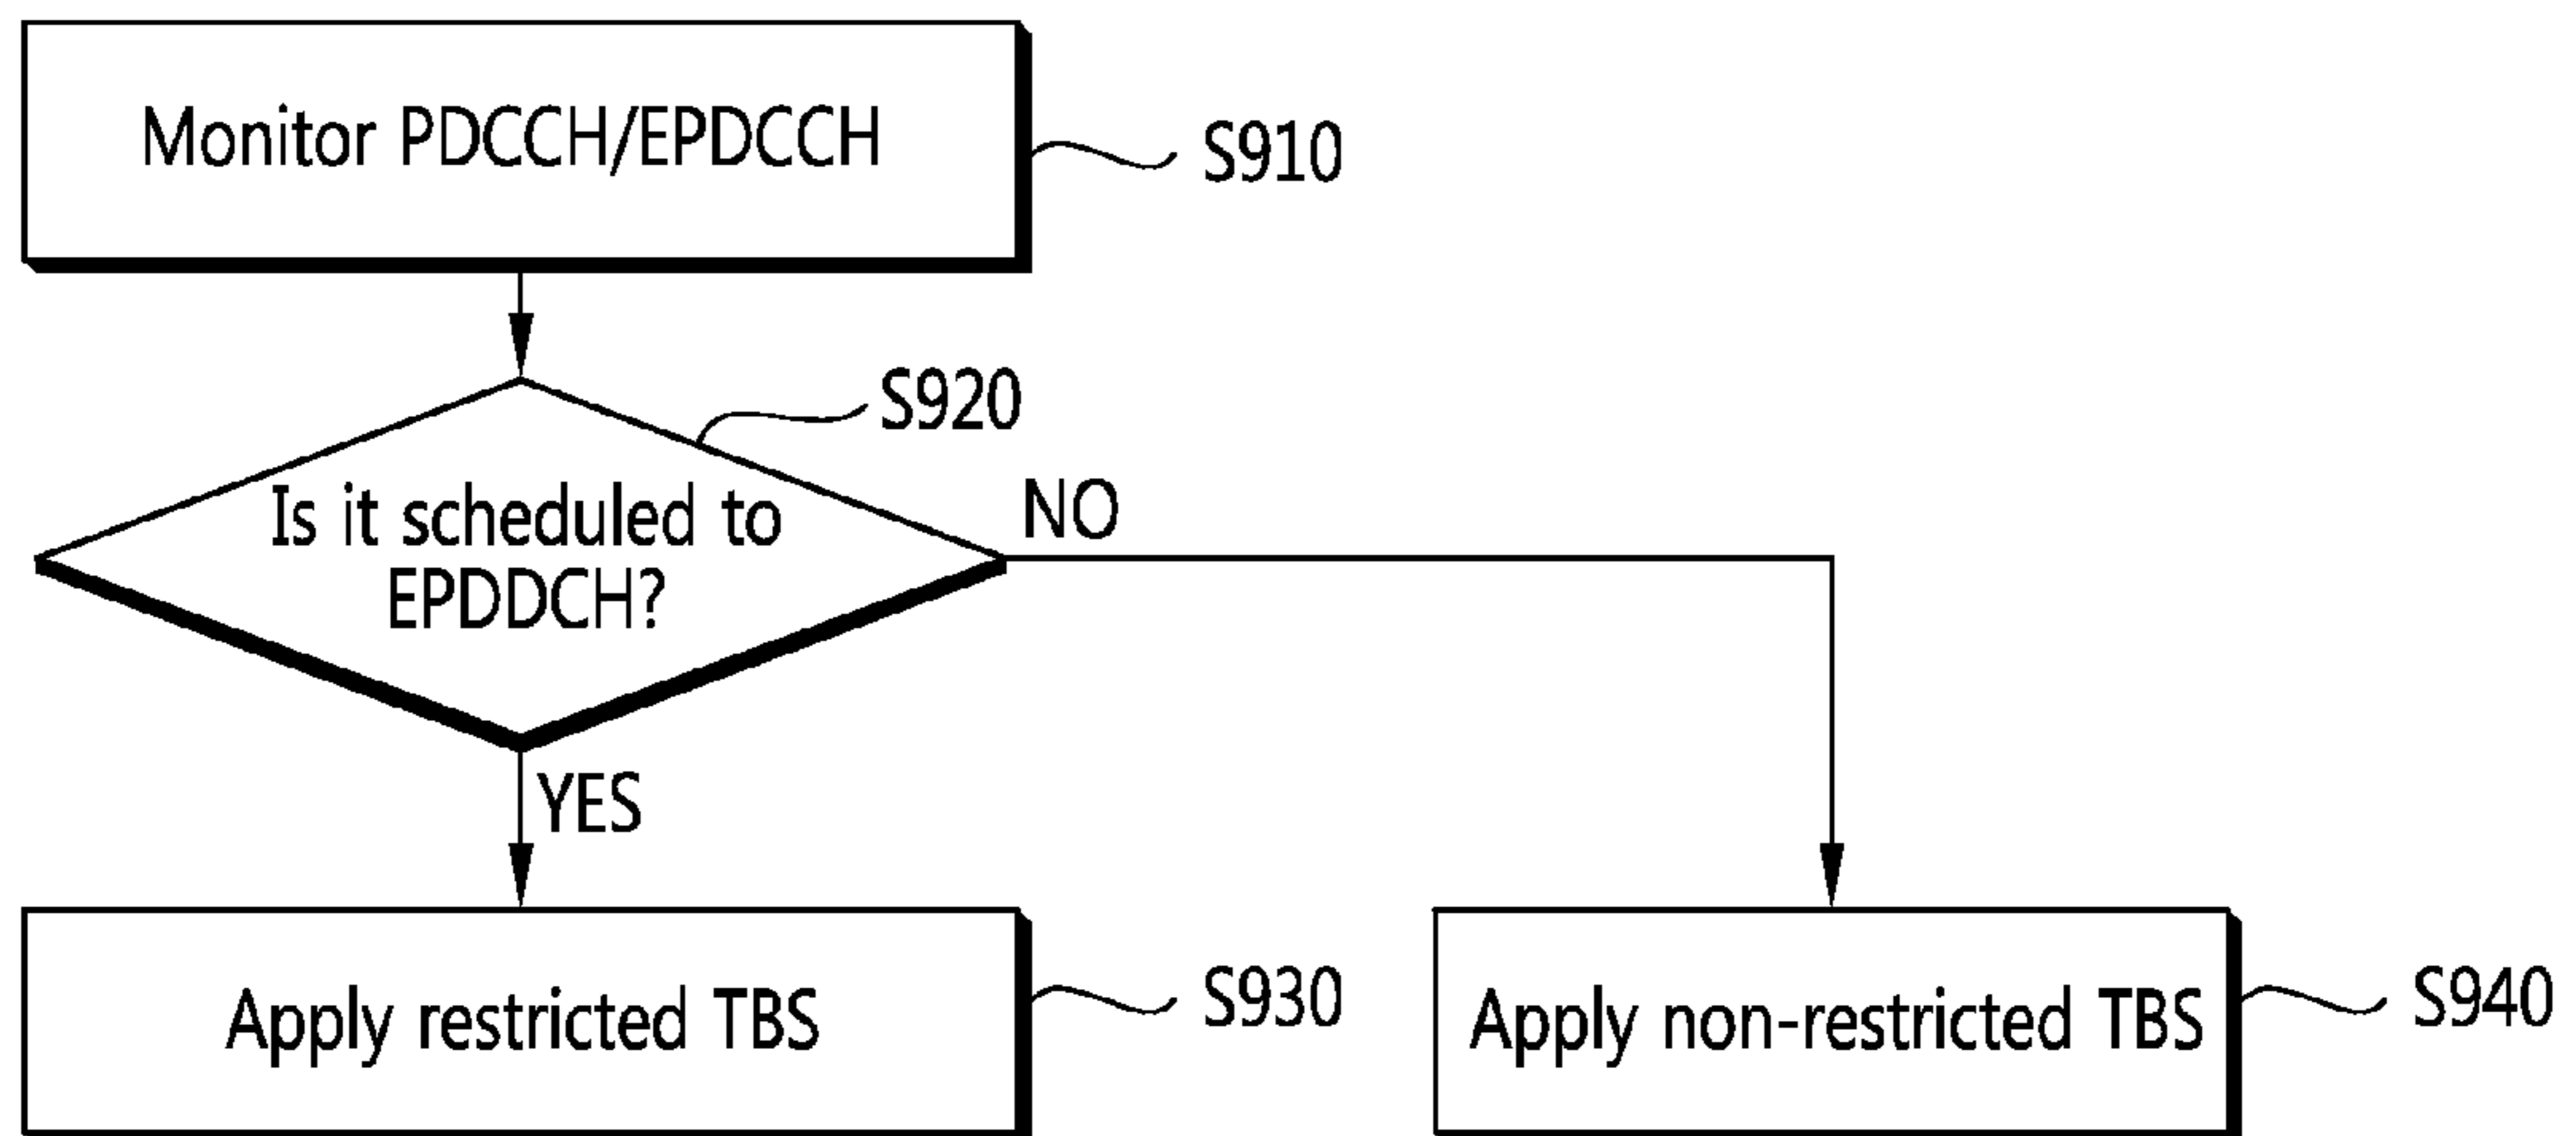 Monitor PDCCH/EPDCCH
S910
S920
Is it scheduled to
EPDDCH?
NO
YES
Apply restricted TBS
S930
Apply non-restricted TBS
S940